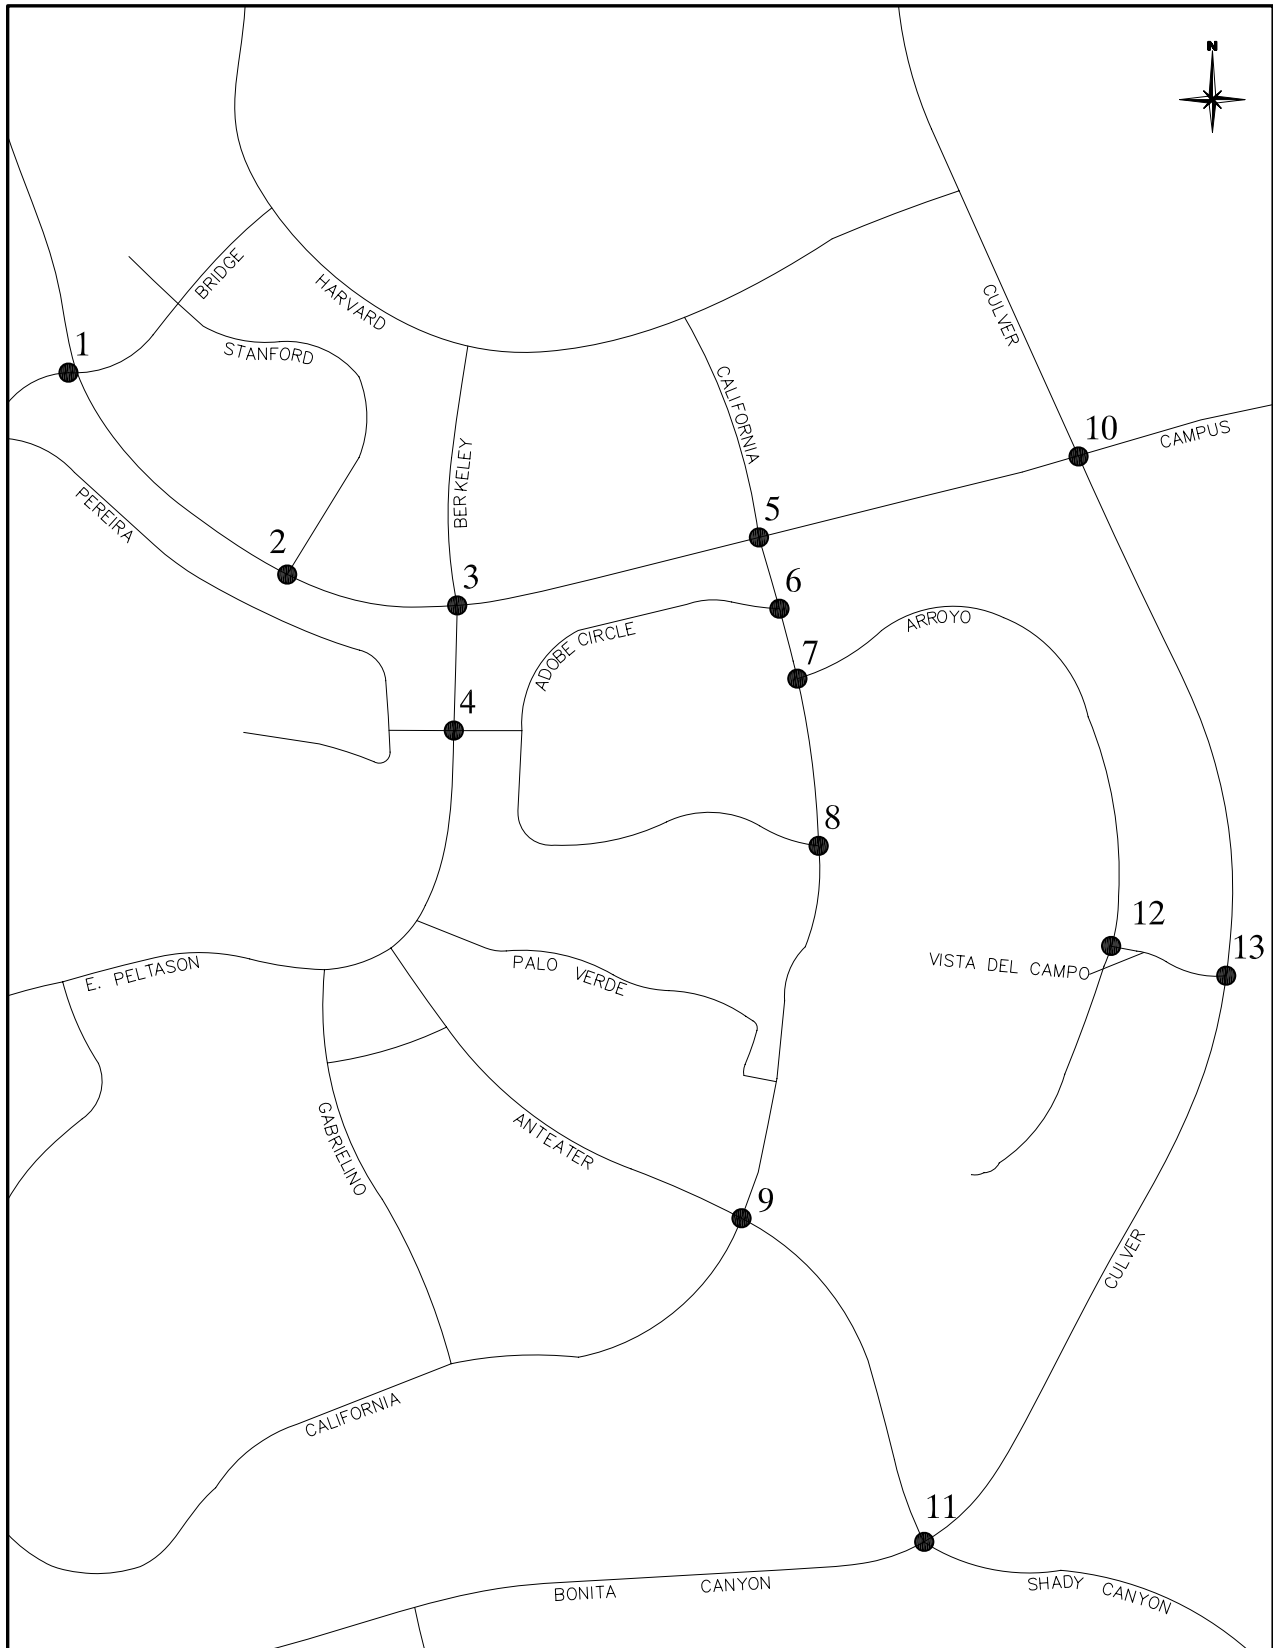 N
BRIDGE
HARVARD
CULVER
1
STANFORD
CALIFORNIA
10
CAMPUS
BERKELEY
PEREIRA
5
2
3
6
ARROYO
ADOBE CIRCLE
7
4
8
12
13
VISTA DEL CAMPO
E. PELTASON
PALO VERDE
GABRIELINO
ANTEATER
9
CULVER
CALIFORNIA
11
BONITA CANYON
SHADY CANYON